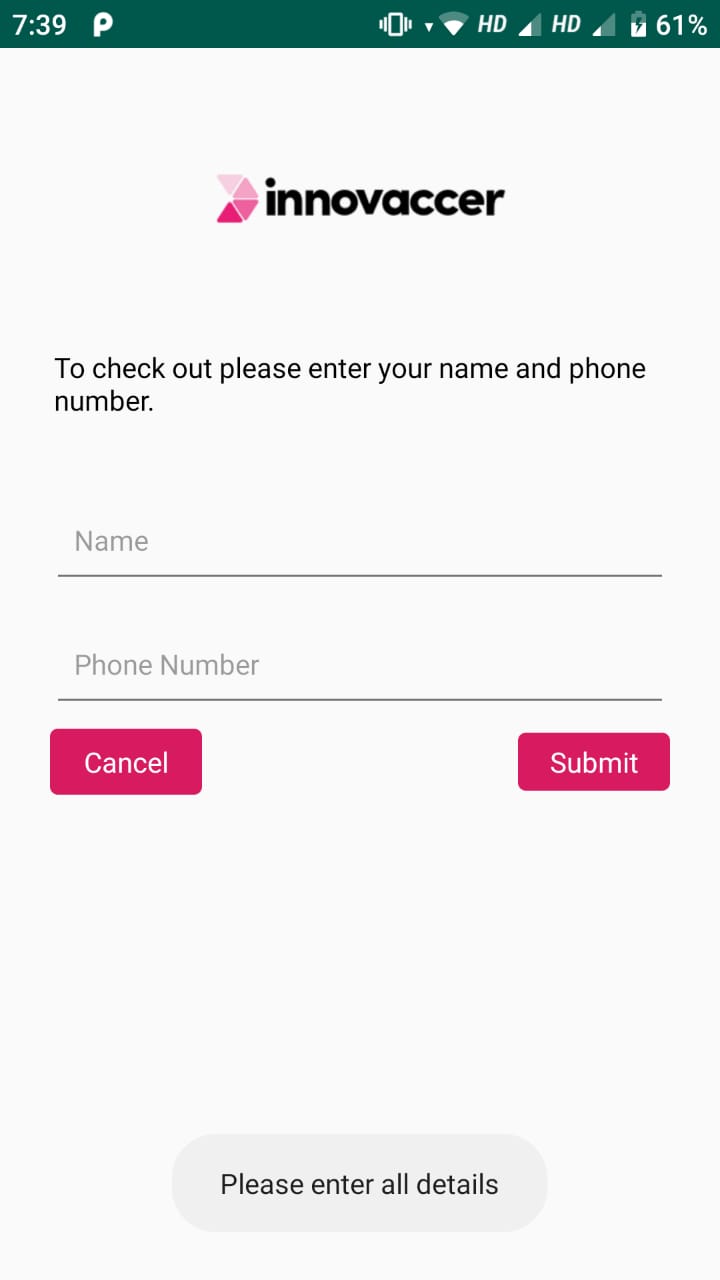 7:39 HD HD 61%
innovaccer
To check out please enter your name and phone
number.
Name
Phone Number
Cancel Submit
Please enter all details